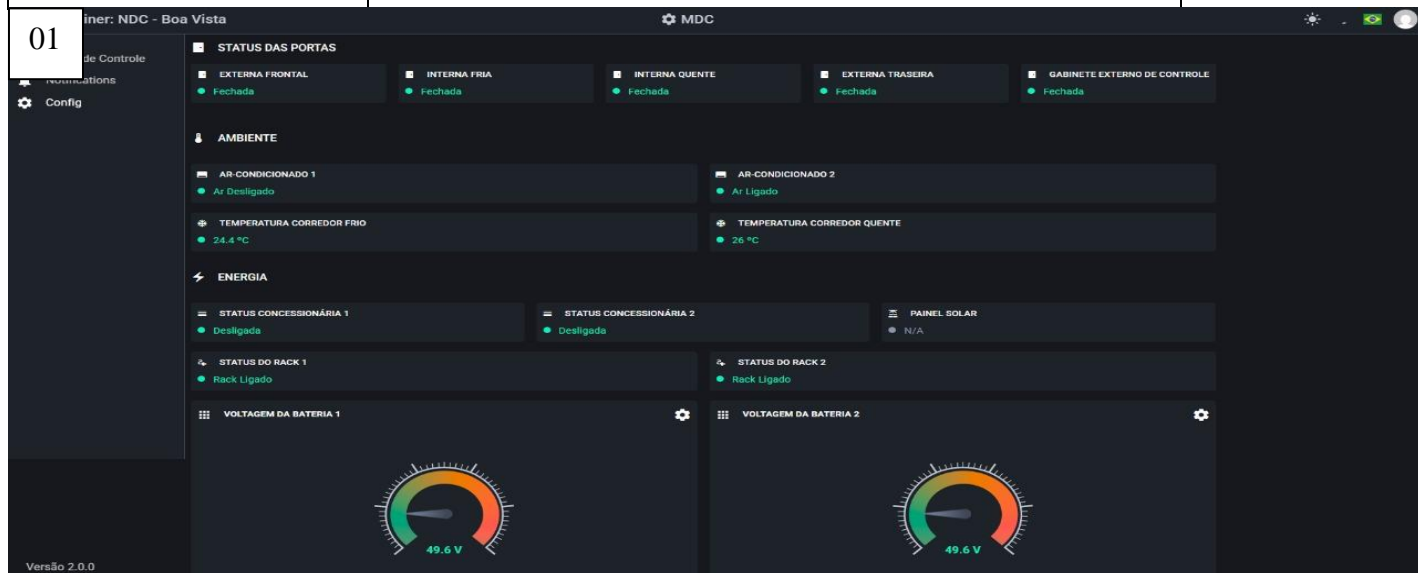 01
iner: NDC - Boa Vista
MDC
de Controle
Notifications
Config
STATUS DAS PORTAS
EXTERNA FRONTAL
Fechada
INTERNA FRIA
Fechada
INTERNA QUENTE
Fechada
EXTERNA TRASEIRA
Fechada
GABINETE EXTERNO DE CONTROLE
Fechada
AMBIENTE
AR-CONDICIONADO 1
Ar Desligado
AR-CONDICIONADO 2
Ar Ligado
TEMPERATURA CORREDOR FRIO
24.4 ºC
TEMPERATURA CORREDOR QUENTE
26 ºC
ENERGIA
STATUS CONCESSIONÁRIA 1
Desligada
STATUS CONCESSIONÁRIA 2
Desligada
PAINEL SOLAR
N/A
STATUS DO RACK 1
Rack Ligado
STATUS DO RACK 2
Rack Ligado
VOLTAGEM DA BATERIA 1
49.6 V
VOLTAGEM DA BATERIA 2
49.6 V
Versão 2.0.0